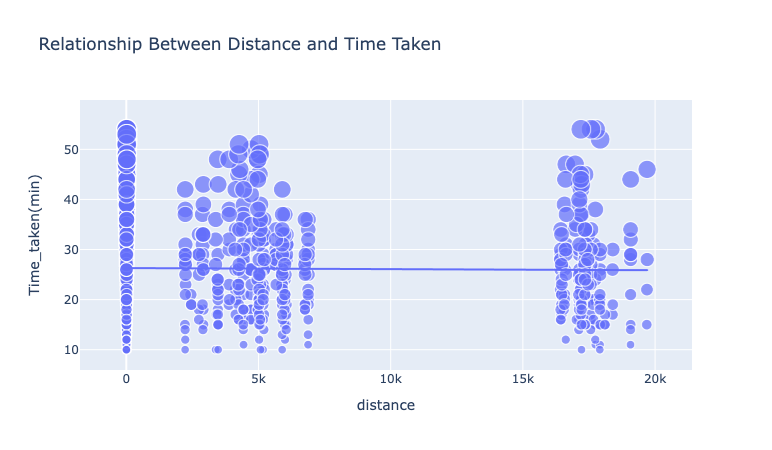 Relationship Between Distance and Time Taken
Time_taken(min)
50
40
30
20
10
0
5k
10k
15k
20k
distance